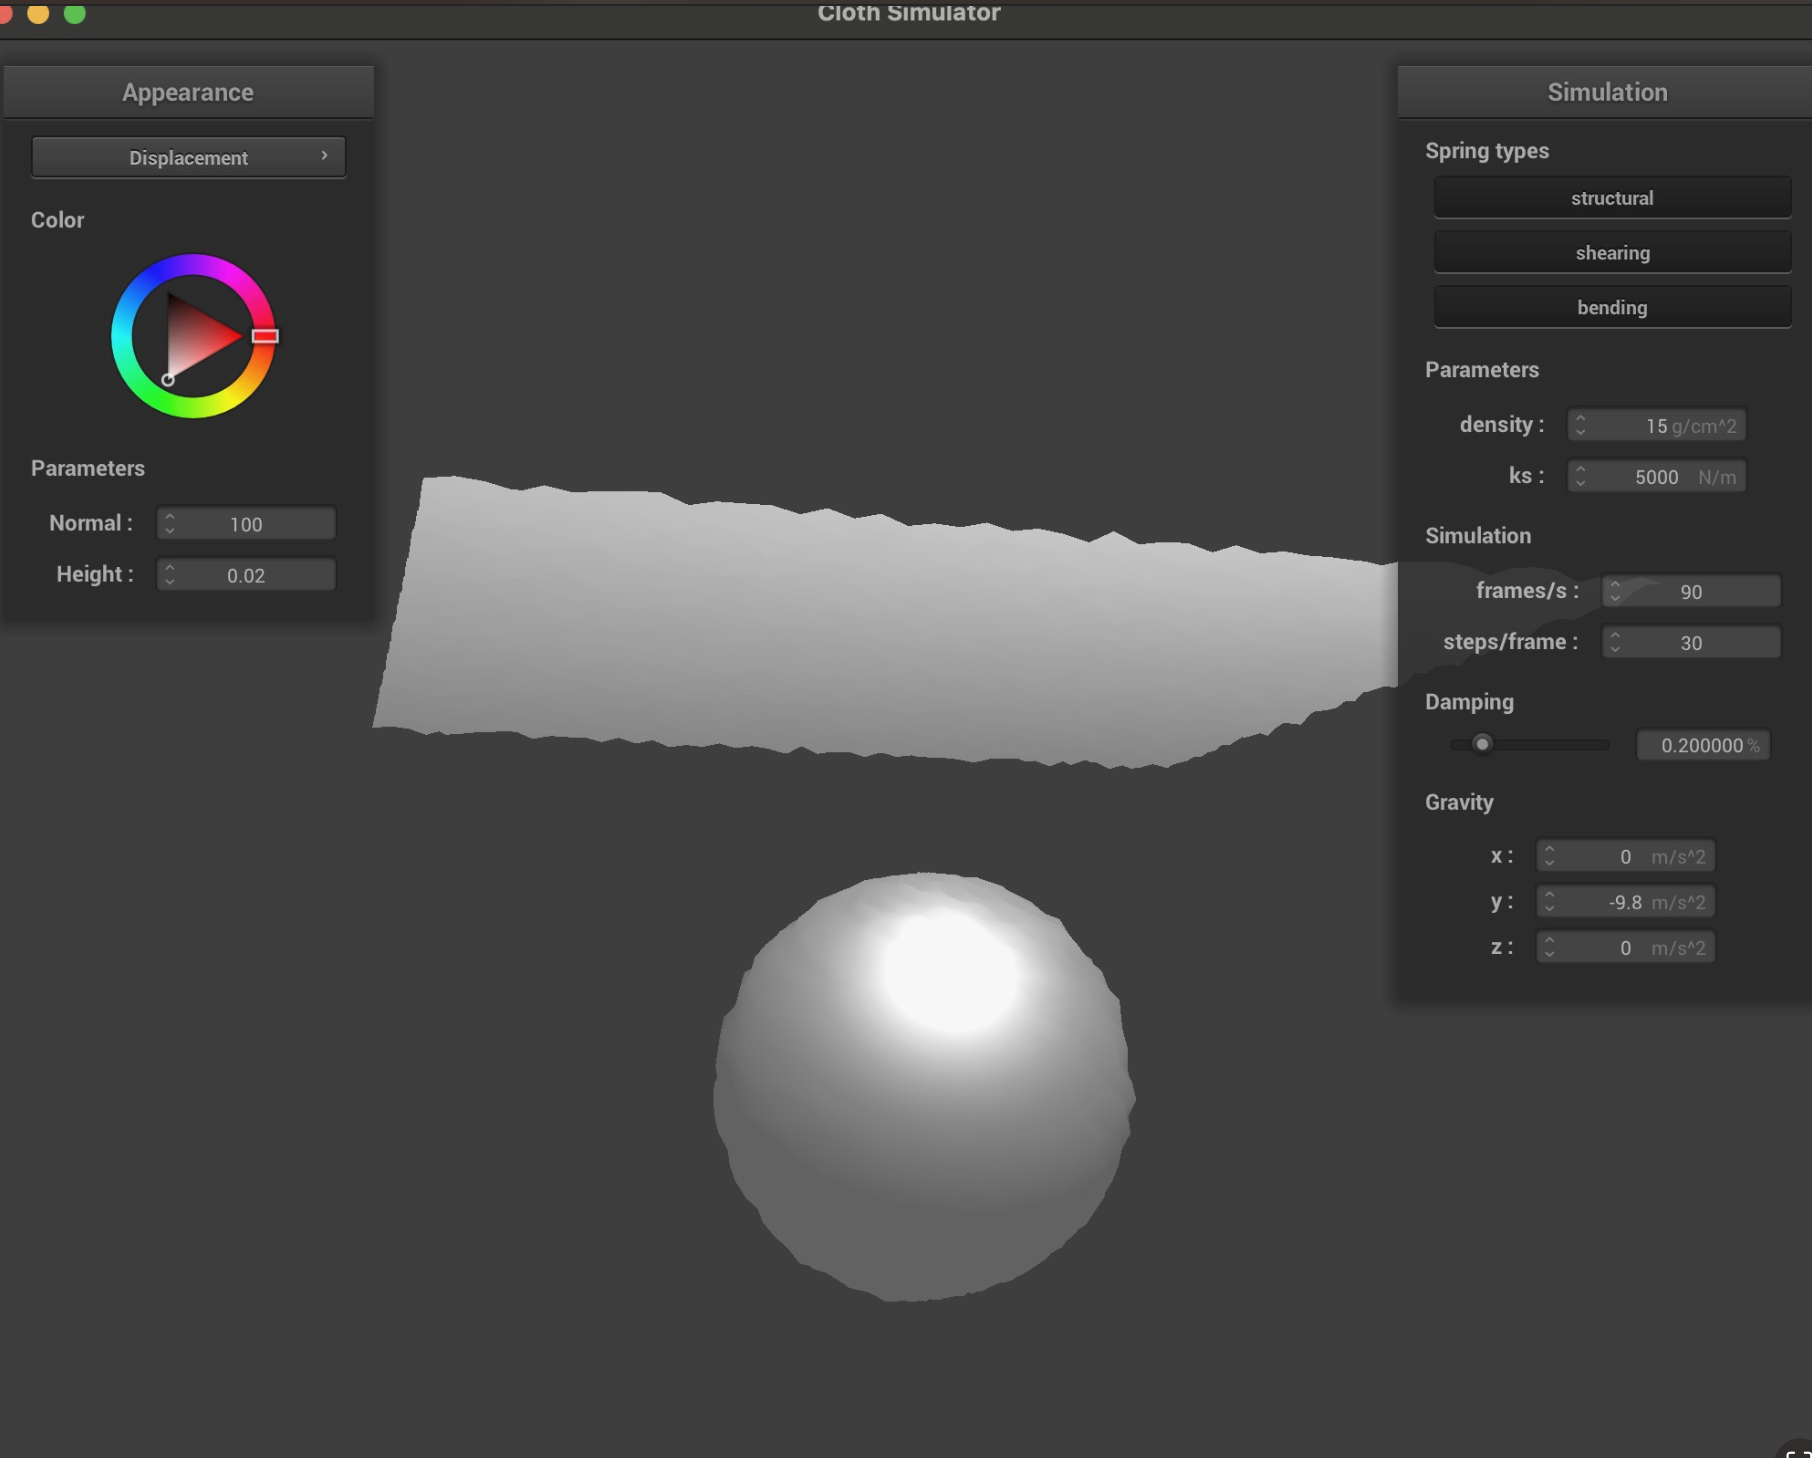 Cloth Simulator
Appearance
Displacement
Color
Parameters
Normal : 100
Height : 0.02
Simulation
Spring types
structural
shearing
bending
Parameters
density : 15 g/cm^2
ks : 5000 N/m
Simulation
frames/s : 90
steps/frame : 30
Damping
0.200000 %
Gravity
x : 0 m/s^2
y : -9.8 m/s^2
z : 0 m/s^2